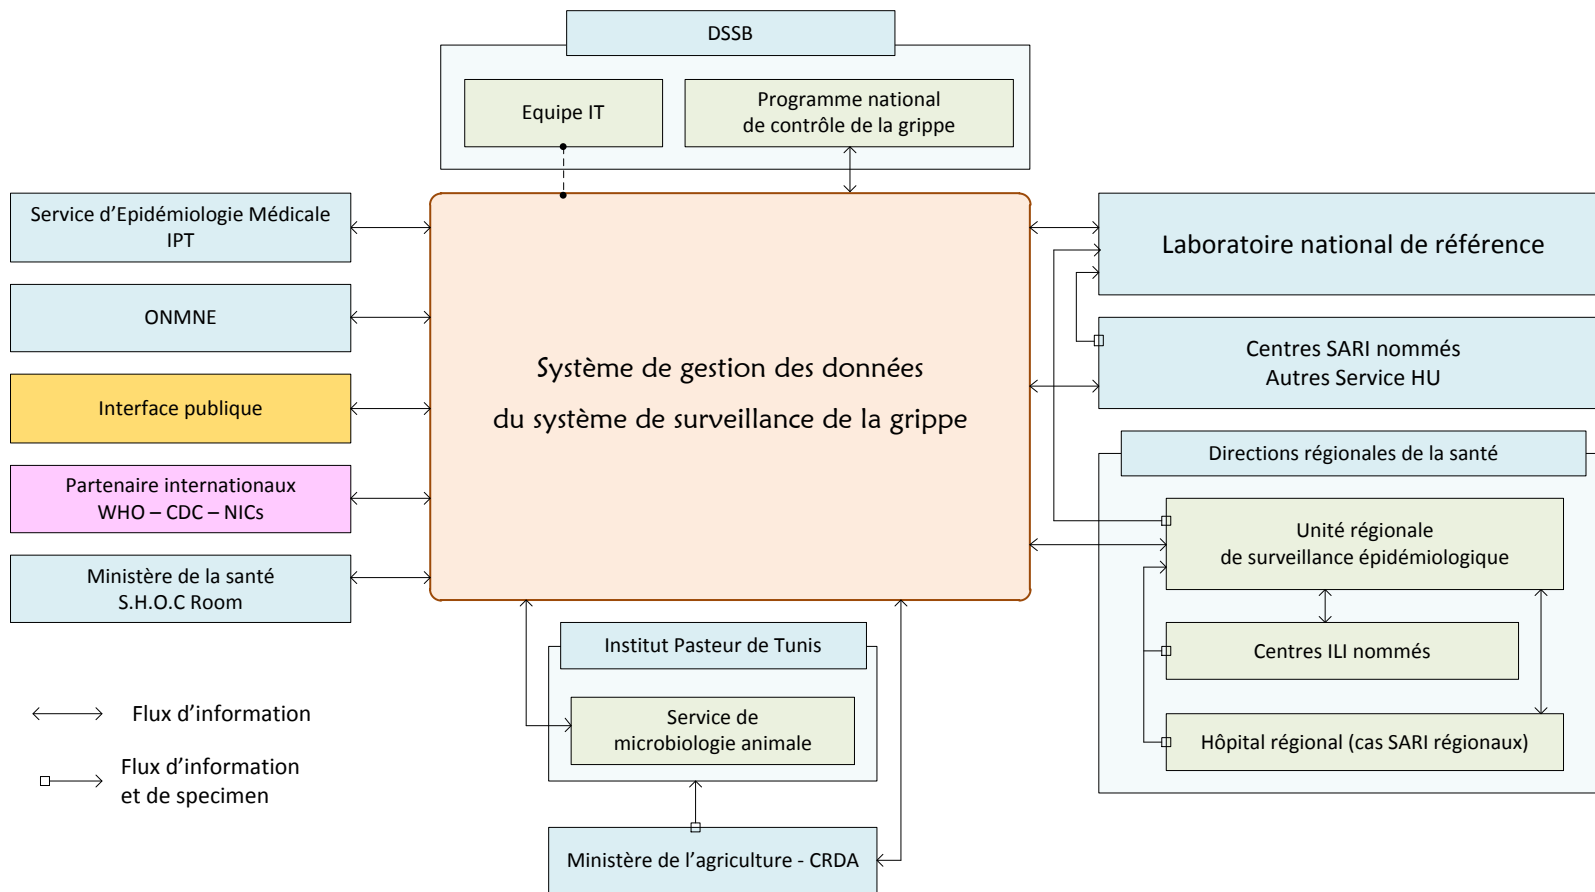 DSSB
Equipe IT
Programme national
de contrôle de la grippe
Service d’Epidémiologie Médicale
IPT
ONMNE
Interface publique
Partenaire internationaux
WHO – CDC – NICs
Ministère de la santé
S.H.O.C Room
Système de gestion des données
du système de surveillance de la grippe
Laboratoire national de référence
Centres SARI nommés
Autres Service HU
Directions régionales de la santé
Unité régionale
de surveillance épidémiologique
Centres ILI nommés
Hôpital régional (cas SARI régionaux)
Institut Pasteur de Tunis
Service de
microbiologie animale
Ministère de l’agriculture - CRDA
Flux d’information
Flux d’information
et de specimen